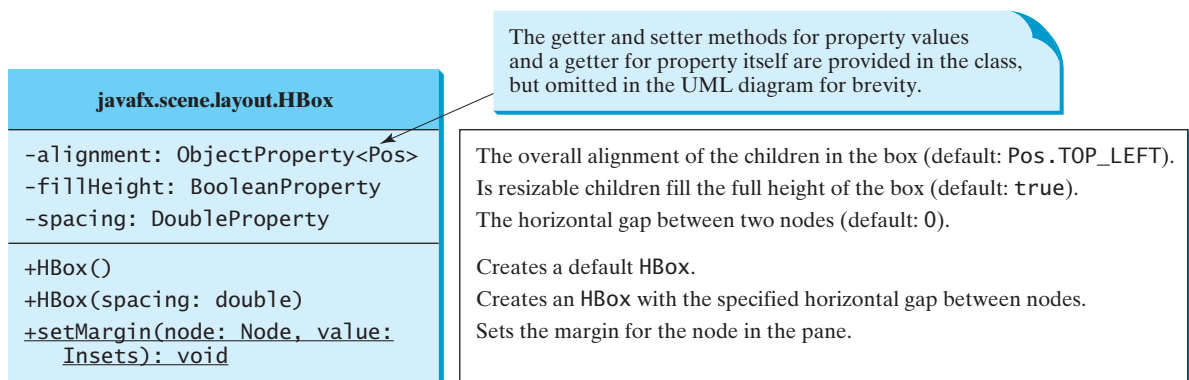 The getter and setter methods for property values
and a getter for property itself are provided in the class,
but omitted in the UML diagram for brevity.
javafx.scene.layout.HBox
-alignment: ObjectProperty<Pos>
-fillHeight: BooleanProperty
-spacing: DoubleProperty
The overall alignment of the children in the box (default: Pos.TOP_LEFT).
Is resizable children fill the full height of the box (default: true).
The horizontal gap between two nodes (default: 0).
+HBox()
+HBox(spacing: double)
+setMargin(node: Node, value:
Insets): void
Creates a default HBox.
Creates an HBox with the specified horizontal gap between nodes.
Sets the margin for the node in the pane.